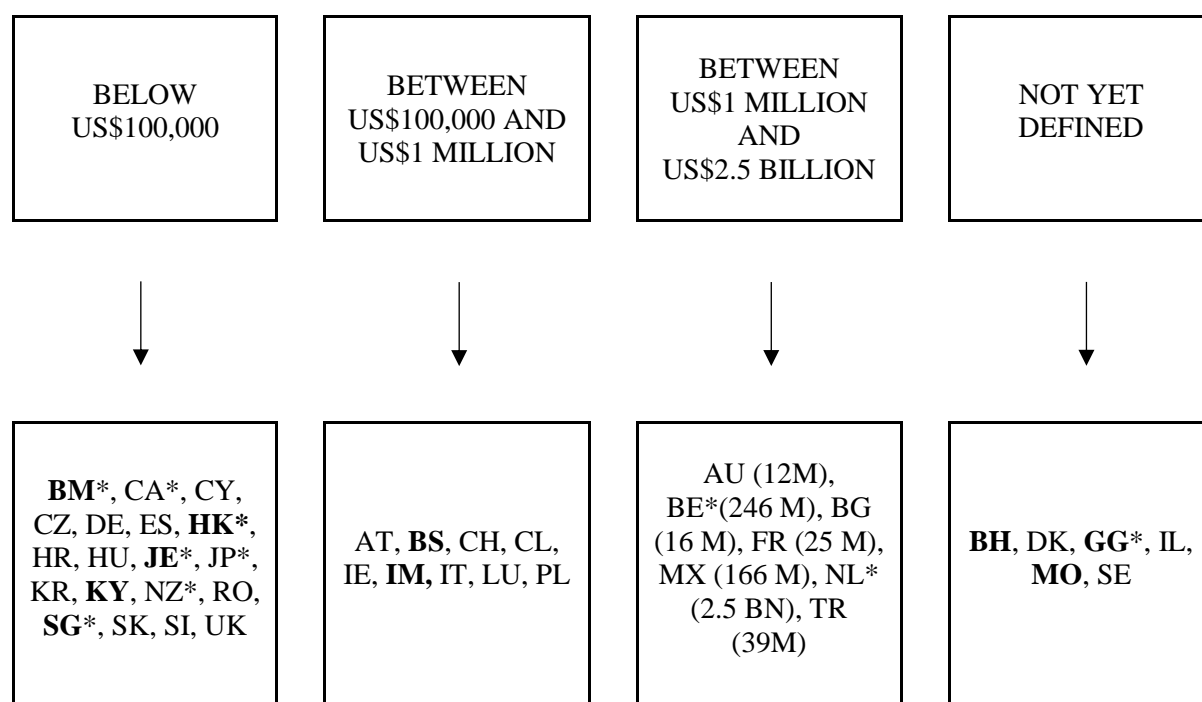 BELOW
US$100,000
BETWEEN
US$100,000 AND
US$1 MILLION
BETWEEN
US$1 MILLION
AND
US$2.5 BILLION
NOT YET
DEFINED
BM*, CA*, CY,
CZ, DE, ES, HK*,
HR, HU, JE*, JP*,
KR, KY, NZ*, RO,
SG*, SK, SI, UK
AT, BS, CH, CL,
IE, IM, IT, LU, PL
AU (12M),
BE*(246 M), BG
(16 M), FR (25 M),
MX (166 M), NL*
(2.5 BN), TR
(39M)
BH, DK, GG*, IL,
MO, SE